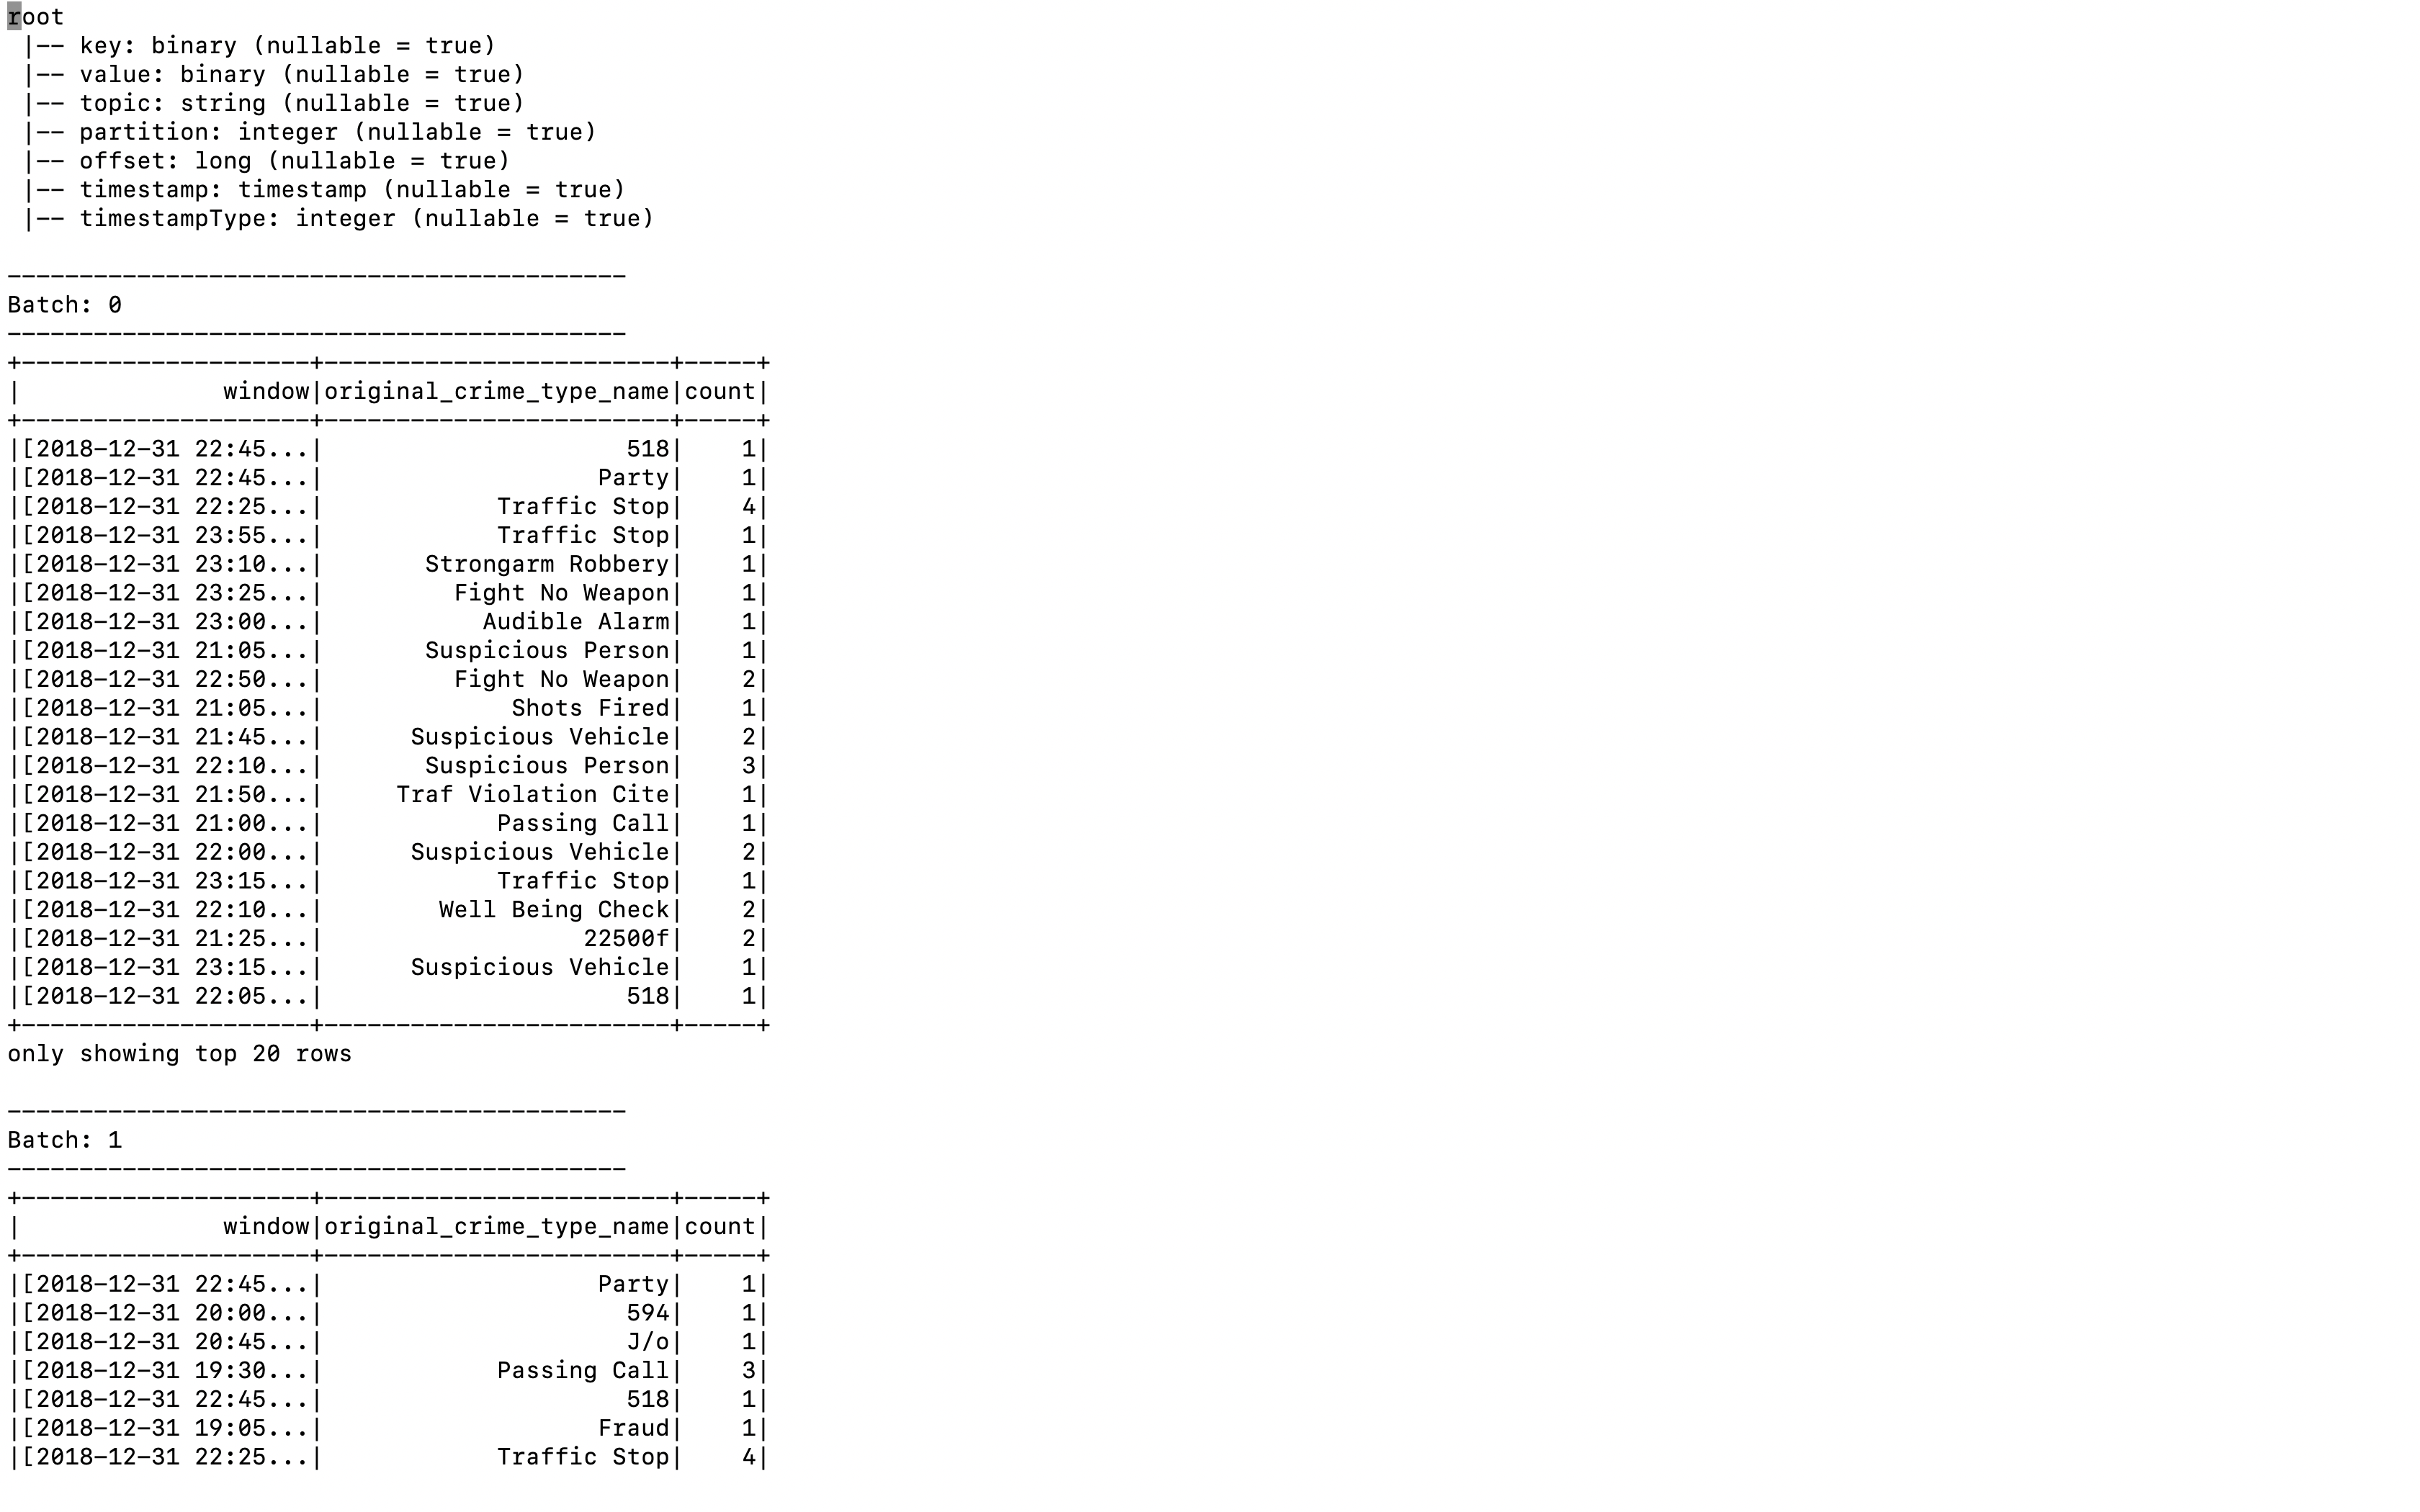 root
 |-- key: binary (nullable = true)
 |-- value: binary (nullable = true)
 |-- topic: string (nullable = true)
 |-- partition: integer (nullable = true)
 |-- offset: long (nullable = true)
 |-- timestamp: timestamp (nullable = true)
 |-- timestampType: integer (nullable = true)

-------------------------------------------
Batch: 0
-------------------------------------------
+--------------------+------------------------+-----+
|              window|original_crime_type_name|count|
+--------------------+------------------------+-----+
|[2018-12-31 22:45...|                     518|    1|
|[2018-12-31 22:45...|                   Party|    1|
|[2018-12-31 22:25...|            Traffic Stop|    4|
|[2018-12-31 23:55...|            Traffic Stop|    1|
|[2018-12-31 23:10...|       Strongarm Robbery|    1|
|[2018-12-31 23:25...|         Fight No Weapon|    1|
|[2018-12-31 23:00...|           Audible Alarm|    1|
|[2018-12-31 21:05...|       Suspicious Person|    1|
|[2018-12-31 22:50...|         Fight No Weapon|    2|
|[2018-12-31 21:05...|             Shots Fired|    1|
|[2018-12-31 21:45...|      Suspicious Vehicle|    2|
|[2018-12-31 22:10...|       Suspicious Person|    3|
|[2018-12-31 21:50...|     Traf Violation Cite|    1|
|[2018-12-31 21:00...|            Passing Call|    1|
|[2018-12-31 22:00...|      Suspicious Vehicle|    2|
|[2018-12-31 23:15...|            Traffic Stop|    1|
|[2018-12-31 22:10...|        Well Being Check|    2|
|[2018-12-31 21:25...|                  22500f|    2|
|[2018-12-31 23:15...|      Suspicious Vehicle|    1|
|[2018-12-31 22:05...|                     518|    1|
+--------------------+------------------------+-----+
only showing top 20 rows

-------------------------------------------
Batch: 1
-------------------------------------------
+--------------------+------------------------+-----+
|              window|original_crime_type_name|count|
+--------------------+------------------------+-----+
|[2018-12-31 22:45...|                   Party|    1|
|[2018-12-31 20:00...|                     594|    1|
|[2018-12-31 20:45...|                     J/o|    1|
|[2018-12-31 19:30...|            Passing Call|    3|
|[2018-12-31 22:45...|                     518|    1|
|[2018-12-31 19:05...|                   Fraud|    1|
|[2018-12-31 22:25...|            Traffic Stop|    4|